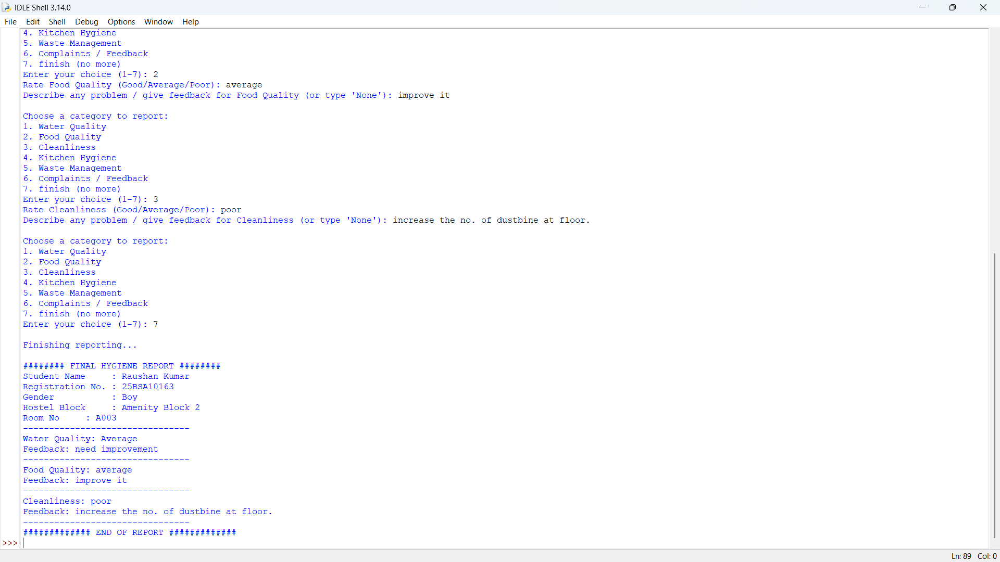 IDLE Shell 3.14.0
File Edit Shell Debug Options Window Help
4. Kitchen Hygiene
5. Waste Management
6. Complaints / Feedback
7. finish (no more)
Enter your choice (1-7): 2
Rate Food Quality (Good/Average/Poor): average
Describe any problem / give feedback for Food Quality (or type 'None'): improve it

Choose a category to report:
1. Water Quality
2. Food Quality
3. Cleanliness
4. Kitchen Hygiene
5. Waste Management
6. Complaints / Feedback
7. finish (no more)
Enter your choice (1-7): 3
Rate Cleanliness (Good/Average/Poor): poor
Describe any problem / give feedback for Cleanliness (or type 'None'): increase the no. of dustbine at floor.

Choose a category to report:
1. Water Quality
2. Food Quality
3. Cleanliness
4. Kitchen Hygiene
5. Waste Management
6. Complaints / Feedback
7. finish (no more)
Enter your choice (1-7): 7

Finishing reporting...

######## FINAL HYGIENE REPORT ########
Student Name     : Raushan Kumar
Registration No. : 25BSA10163
Gender           : Boy
Hostel Block     : Amenity Block 2
Room No     : A003
--------------------------------
Water Quality: Average
Feedback: need improvement
--------------------------------
Food Quality: average
Feedback: improve it
--------------------------------
Cleanliness: poor
Feedback: increase the no. of dustbine at floor.
--------------------------------
############# END OF REPORT #############
>>>
Ln: 89 Col: 0